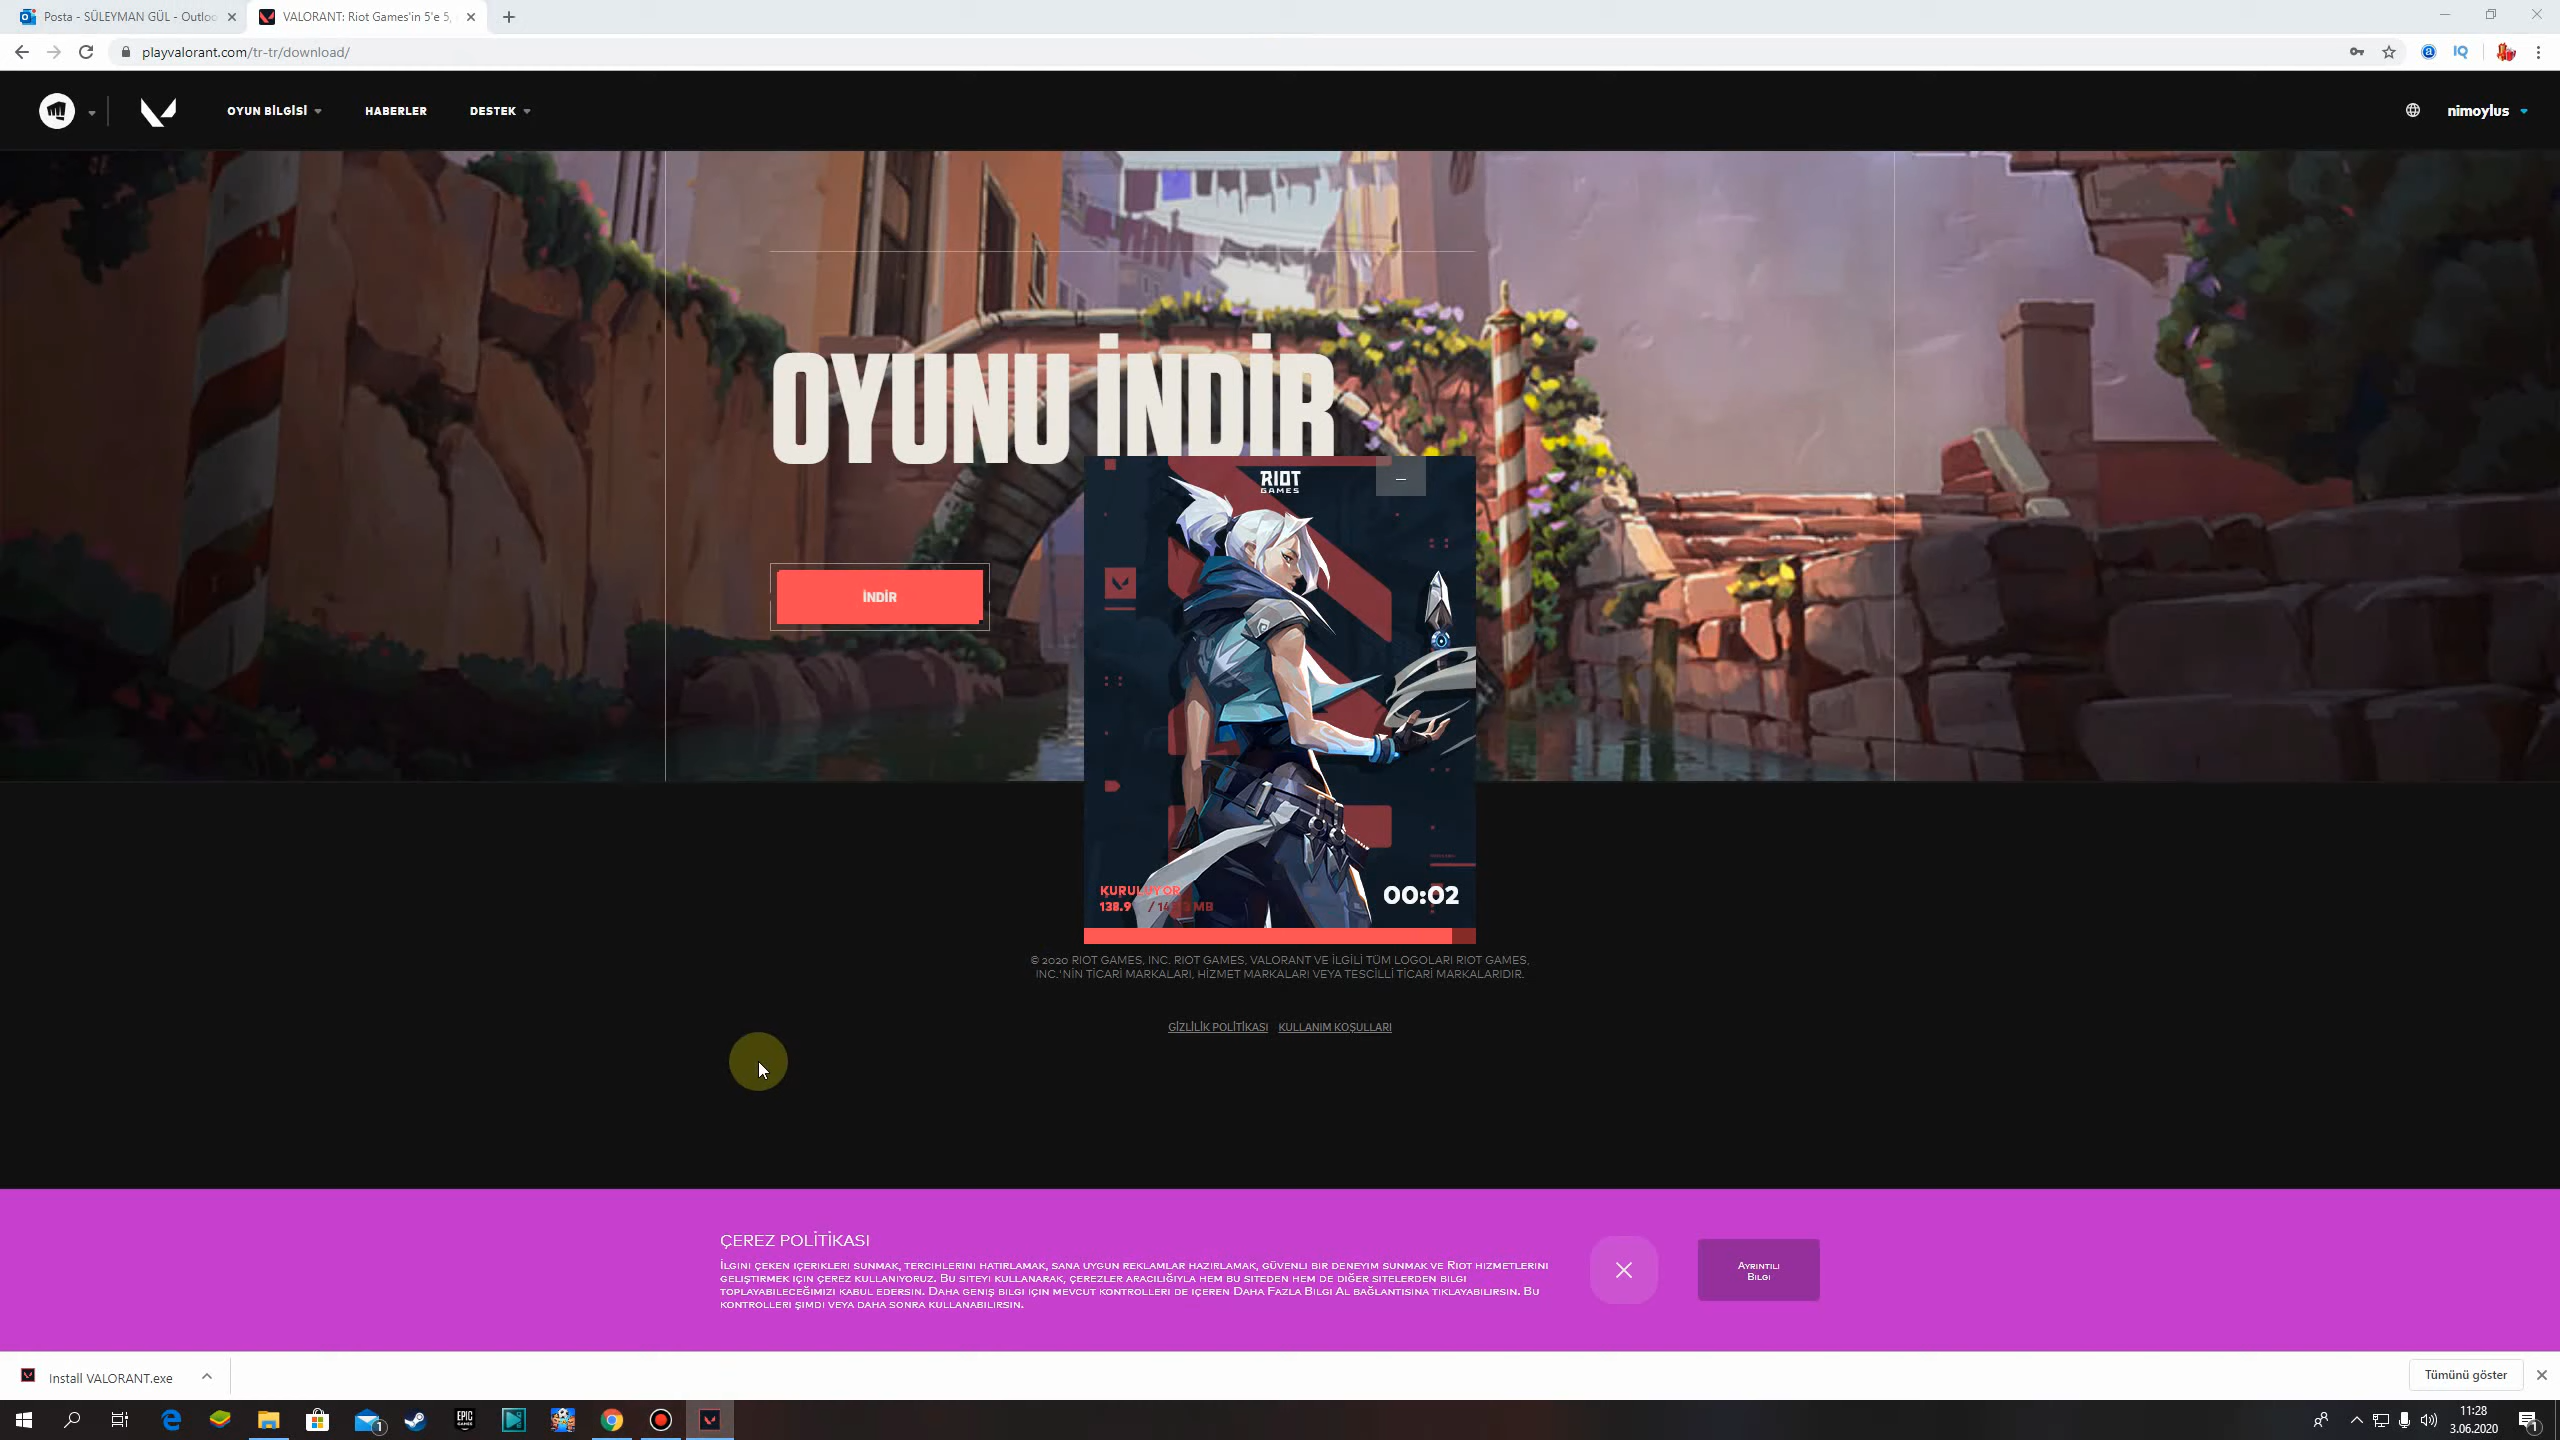 Posta - SÜLEYMAN GÜL - Outloo
VALORANT: Riot Games'in 5'e 5,
playvalorant.com/tr-tr/download/
OYUN BİLGİSİ
HABERLER
DESTEK
nimoylus
OYUNU İNDİR
RIOT
GAMES
İNDİR
KURULUYOR
138.9 / MB
00:02
© 2020 RIOT GAMES, INC. RIOT GAMES, VALORANT VE İLGİLİ TÜM LOGOLARI RIOT GAMES,
INC.'NİN TİCARİ MARKALARI, HİZMET MARKALARI VEYA TESCİLLİ TİCARİ MARKALARIDIR.
GİZLİLİK POLİTİKASI KULLANIM KOŞULLARI
ÇEREZ POLİTİKASI
İLGİNİ ÇEKEN İÇERİKLERİ SUNMAK, TERCİHLERİNİ HATIRLAMAK, SANA UYGUN REKLAMLAR HAZIRLAMAK, GÜVENLİ BİR DENEYİM SUNMAK VE RIOT HİZMETLERİNİ
GELİŞTİRMEK İÇİN ÇEREZ KULLANIYORUZ. BU SİTEYİ KULLANARAK, ÇEREZLER ARACILIĞIYLA HEM BU SİTEDEN HEM DE DİĞER SİTELERDEN BİLGİ
TOPLAYABİLECEĞİMİZİ KABUL EDERSİN. DAHA GENİŞ BİLGİ İÇİN MEVCUT KONTROLLERİ DE İÇEREN DAHA FAZLA BİLGİ AL BAĞLANTISINA TIKLAYABİLİRSİN. BU
KONTROLLERİ ŞİMDİ VEYA DAHA SONRA KULLANABİLİRSİN.
AYRINTILI
BİLGİ
Install VALORANT.exe
Tümünü göster
EPIC
GAMES
1
11:28
3.06.2020
1